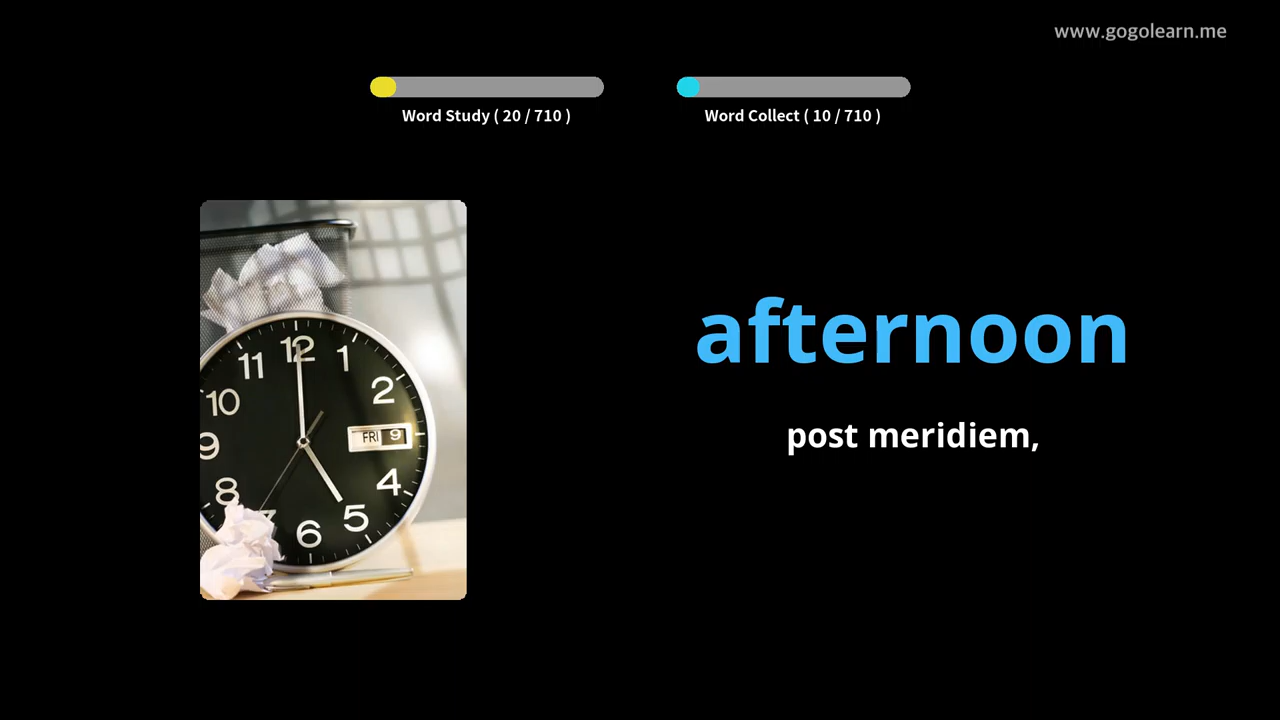 www.gogolearn.me
Word Study ( 20 / 710 )
Word Collect ( 10 / 710 )
12
11
1
10
2
9
FRI 9
8
4
7
5
6
afternoon
post meridiem,